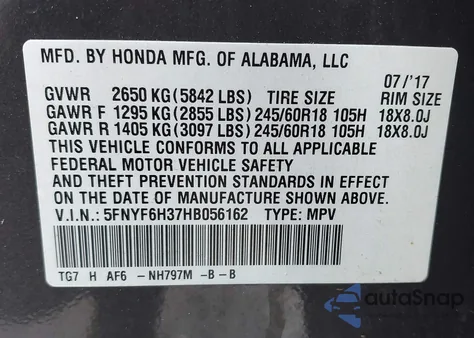 MFD. BY HONDA MFG. OF ALABAMA, LLC
07/'17
GVWR 2650 KG (5842 LBS) TIRE SIZE RIM SIZE
GAWR F 1295 KG (2855 LBS) 245/60R18 105H 18X8.0J
GAWR R 1405 KG (3097 LBS) 245/60R18 105H 18X8.0J
THIS VEHICLE CONFORMS TO ALL APPLICABLE
FEDERAL MOTOR VEHICLE SAFETY
AND THEFT PREVENTION STANDARDS IN EFFECT
ON THE DATE OF MANUFACTURE SHOWN ABOVE.
V.I.N.: 5FNYF6H37HB056162 TYPE: MPV
TG7 H AF6 -NH797M -B -B
autoSnap